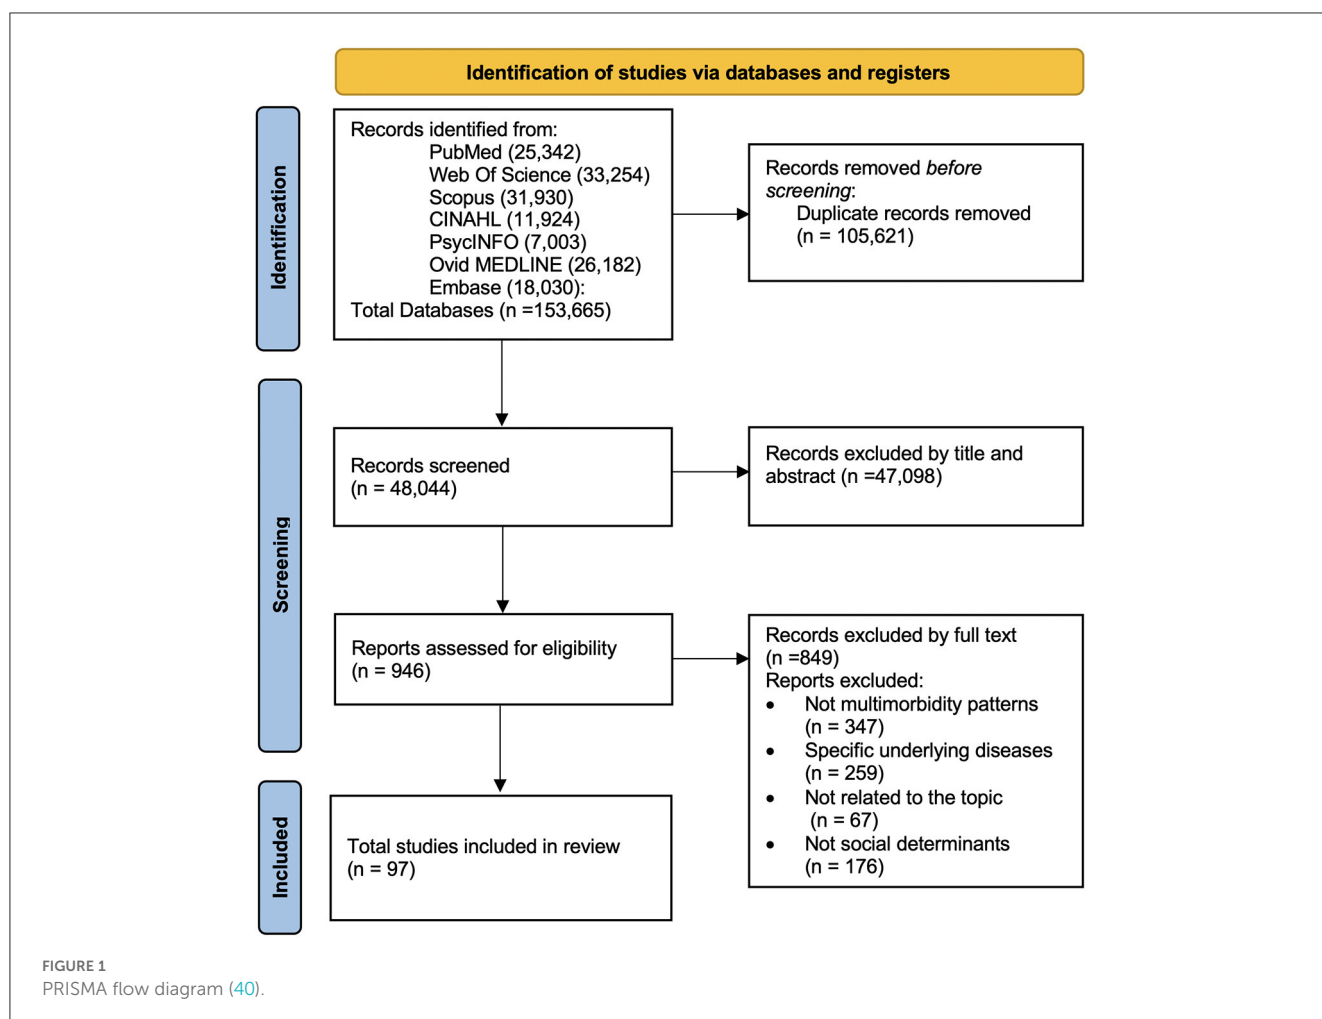 Identification of studies via databases and registers
Identification
Records identified from:
PubMed (25,342)
Web Of Science (33,254)
Scopus (31,930)
CINAHL (11,924)
PsycINFO (7,003)
Ovid MEDLINE (26,182)
Embase (18,030):
Total Databases (n =153,665)
Records removed before
screening:
Duplicate records removed
(n = 105,621)
Screening
Records screened
(n = 48,044)
Records excluded by title and
abstract (n =47,098)
Reports assessed for eligibility
(n = 946)
Records excluded by full text
(n =849)
Reports excluded:
• Not multimorbidity patterns
(n = 347)
• Specific underlying diseases
(n = 259)
• Not related to the topic
(n = 67)
• Not social determinants
(n = 176)
Included
Total studies included in review
(n = 97)
FIGURE 1
PRISMA flow diagram (40).